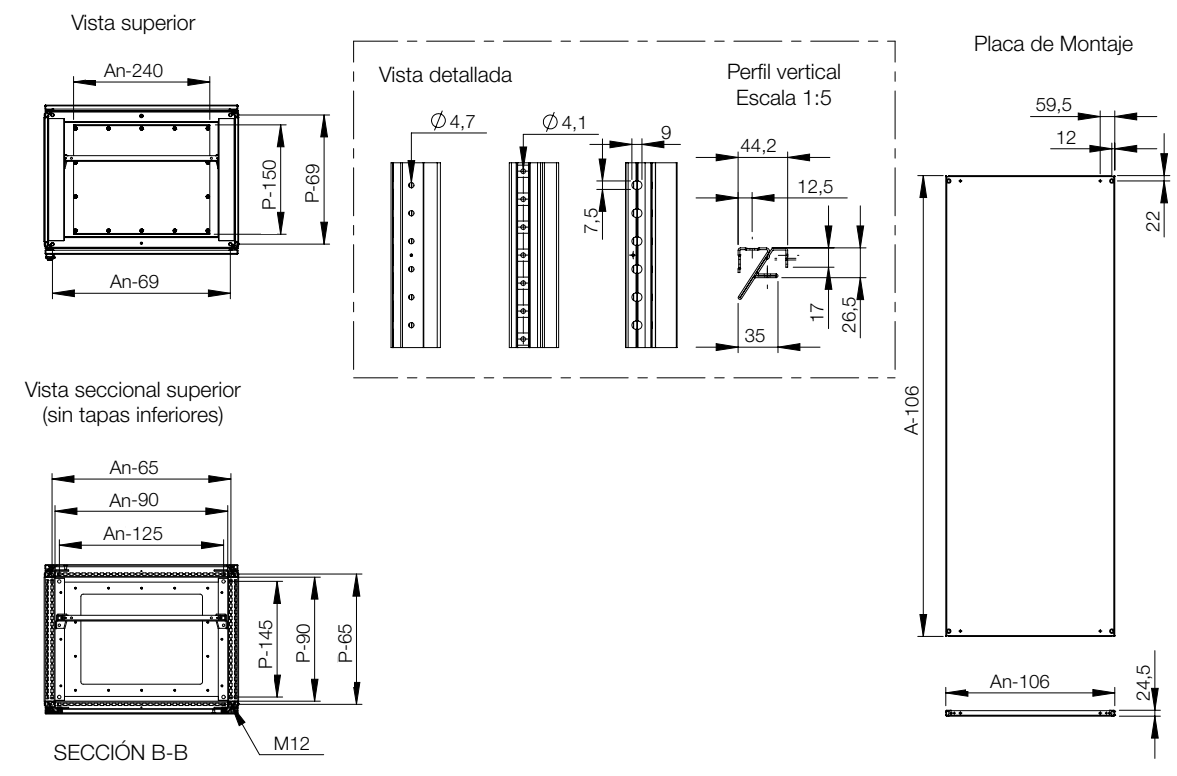 Vista superior
An-240
P-150
P-69
An-69
Vista detallada
Ø 4,7
Ø 4,1
9
7,5
Perfil vertical
Escala 1:5
44,2
12,5
17
26,5
35
Placa de Montaje
59,5
12
22
A-106
An-106
24,5
Vista seccional superior
(sin tapas inferiores)
An-65
An-90
An-125
P-145
P-90
P-65
M12
SECCIÓN B-B